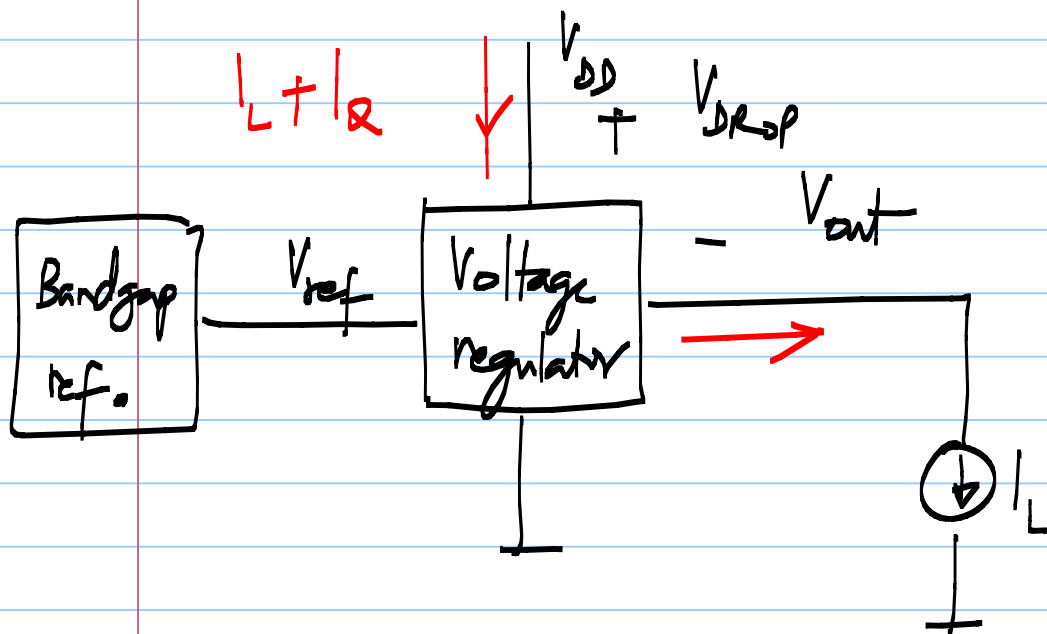 I_L + I_Q
V_DD
+
V_DROP
-
V_out
Bandgap
ref.
V_ref
Voltage
regulator
I_L